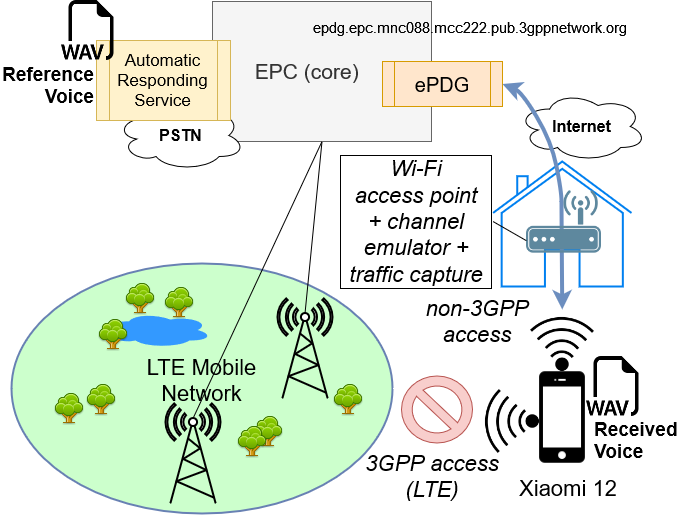 epdg.epc.mnc088.mcc222.pub.3gppnetwork.org
WAV
Reference
Voice
Automatic
Responding
Service
EPC (core)
ePDG
PSTN
Internet
Wi-Fi
access point
+ channel
emulator +
traffic capture
non-3GPP
access
LTE Mobile
Network
3GPP access
(LTE)
WAV
Received
Voice
Xiaomi 12